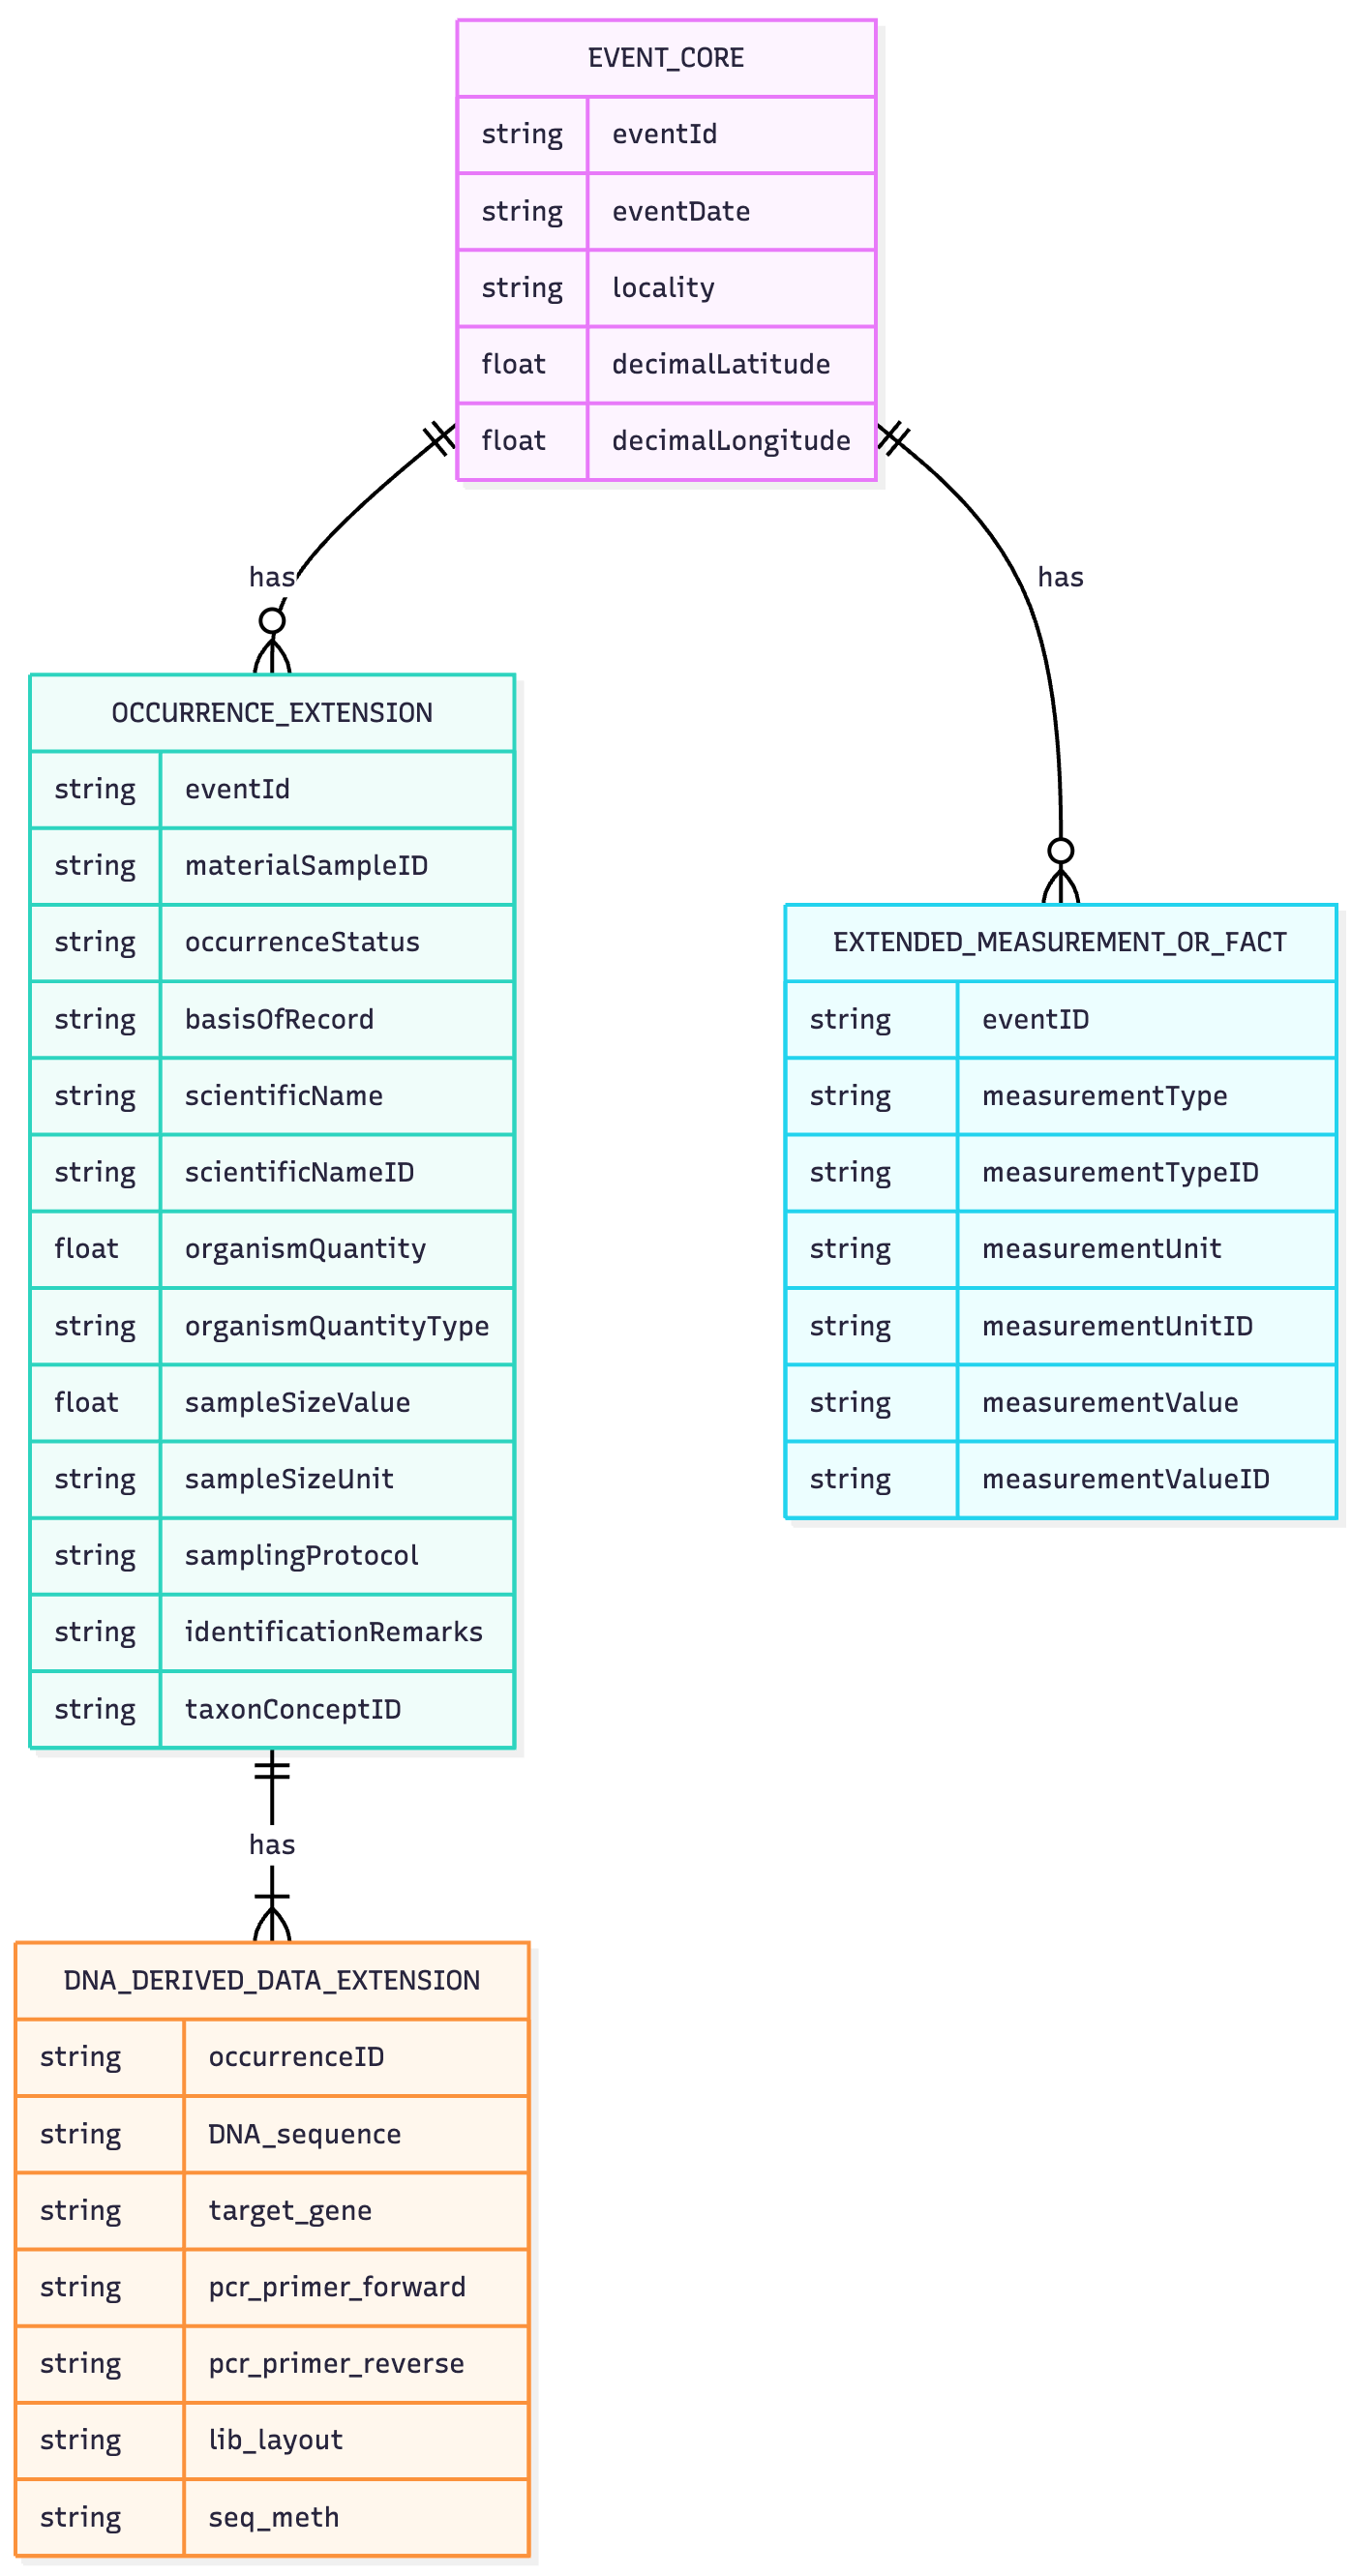 EVENT_CORE
string eventId
string eventDate
string locality
float decimalLatitude
float decimalLongitude
has
has
OCCURRENCE_EXTENSION
string eventId
string materialSampleID
string occurrenceStatus
string basisOfRecord
string scientificName
string scientificNameID
float organismQuantity
string organismQuantityType
float sampleSizeValue
string sampleSizeUnit
string samplingProtocol
string identificationRemarks
string taxonConceptID
EXTENDED_MEASUREMENT_OR_FACT
string eventID
string measurementType
string measurementTypeID
string measurementUnit
string measurementUnitID
string measurementValue
string measurementValueID
has
DNA_DERIVED_DATA_EXTENSION
string occurrenceID
string DNA_sequence
string target_gene
string pcr_primer_forward
string pcr_primer_reverse
string lib_layout
string seq_meth